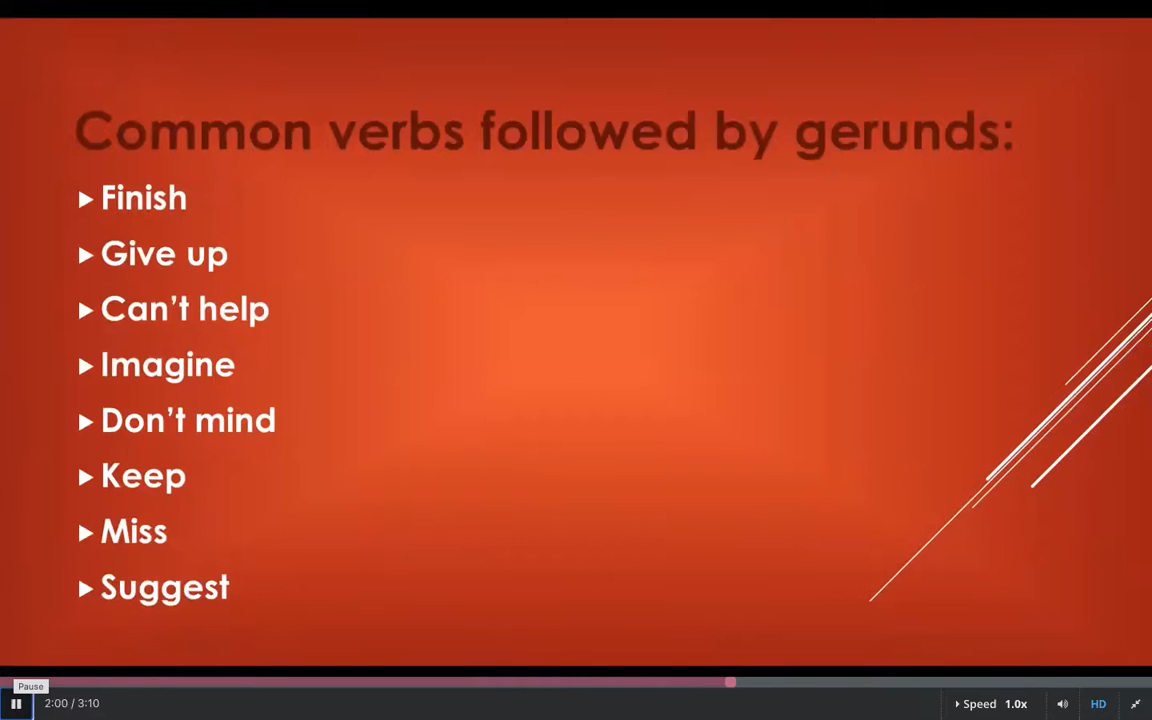 Common verbs followed by gerunds:
Finish
Give up
Can't help
Imagine
Don't mind
Keep
Miss
Suggest
Pause
2:00 / 3:10
Speed 1.0x
HD